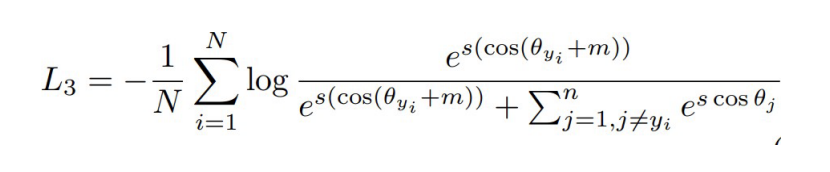 L_3 = -\frac{1}{N} \sum_{i=1}^{N} \log \frac{e^{s(\cos(\theta_{y_i}+m))}}{e^{s(\cos(\theta_{y_i}+m))} + \sum_{j=1,j\neq y_i}^{n} e^{s \cos \theta_j}}